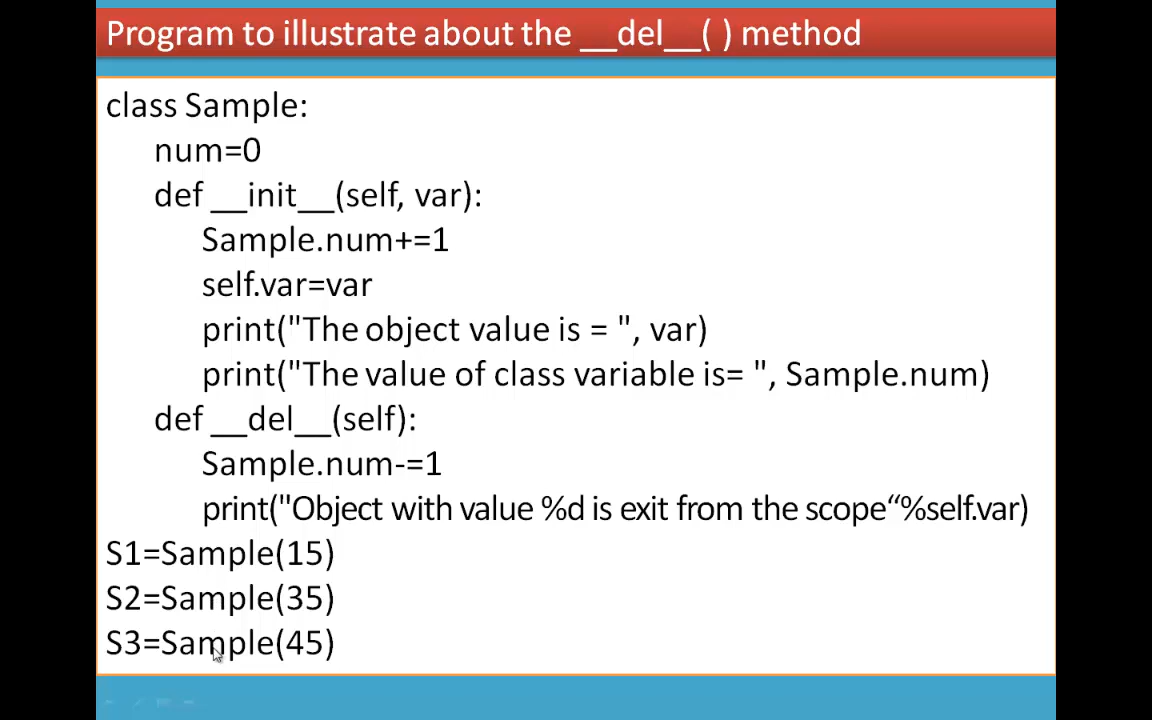 Program to illustrate about the __del__( ) method
class Sample:
num=0
def __init__(self, var):
Sample.num+=1
self.var=var
print("The object value is = ", var)
print("The value of class variable is= ", Sample.num)
def __del__(self):
Sample.num-=1
print("Object with value %d is exit from the scope“%self.var)
S1=Sample(15)
S2=Sample(35)
S3=Sample(45)